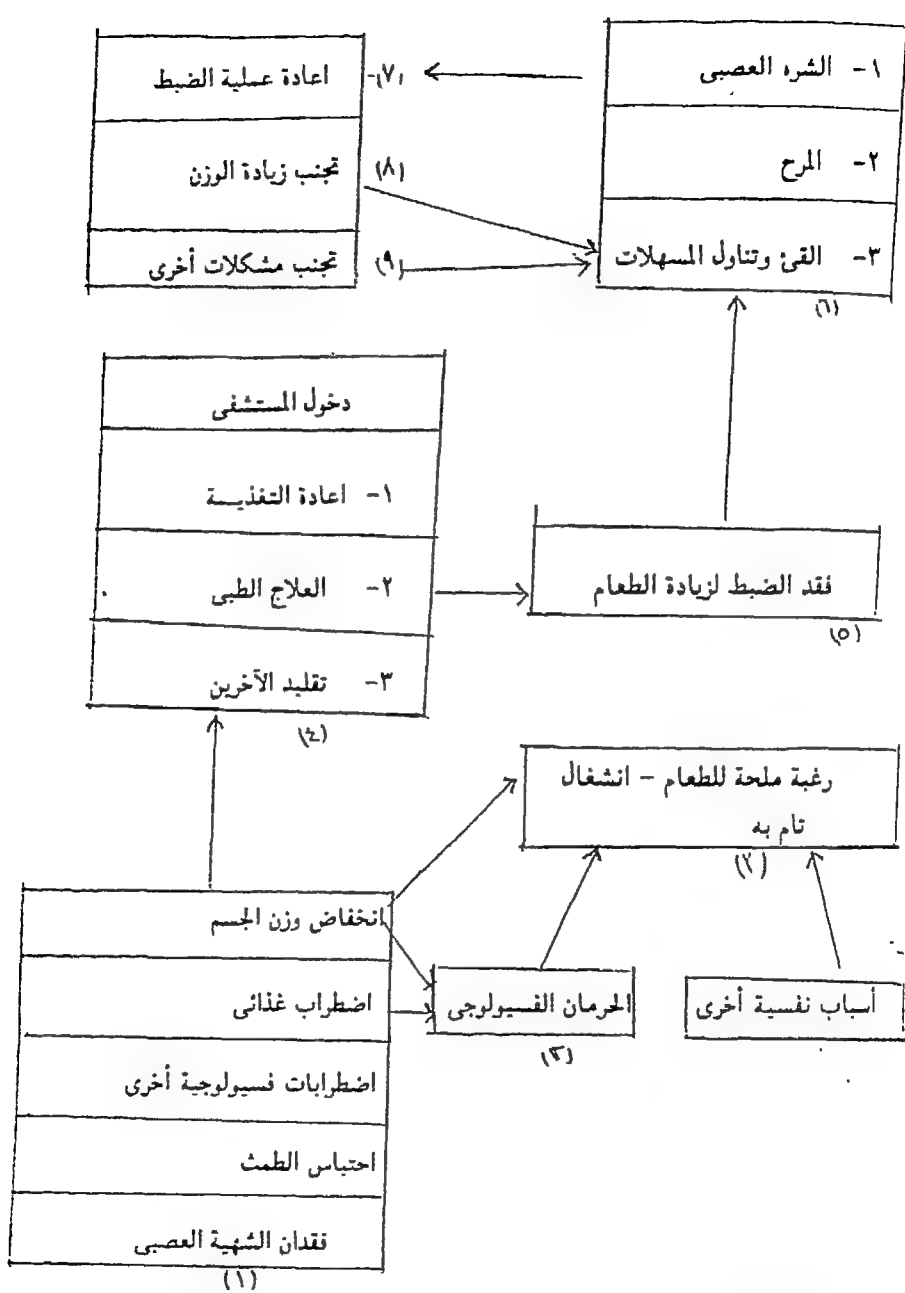 ١- الشره العصبى
٢- المرح
٣- القئ وتناول المسهلات
(٦)
(٧)- اعادة عملية الضبط
(٨) تجنب زيادة الوزن
(٩) تجنب مشكلات أخرى
دخول المستشفى
١- اعادة التغذيـــة
٢- العلاج الطبى
٣- تقليد الآخرين
(٤)
فقد الضبط لزيادة الطعام
(٥)
رغبة ملحة للطعام - انشغال
تام به
انخفاض وزن الجسم
اضطراب غذائى
اضطرابات فسيولوجية أخرى
احتباس الطمث
فقدان الشهية العصبى
(١)
الحرمان الفسيولوجى
أسباب نفسية أخرى